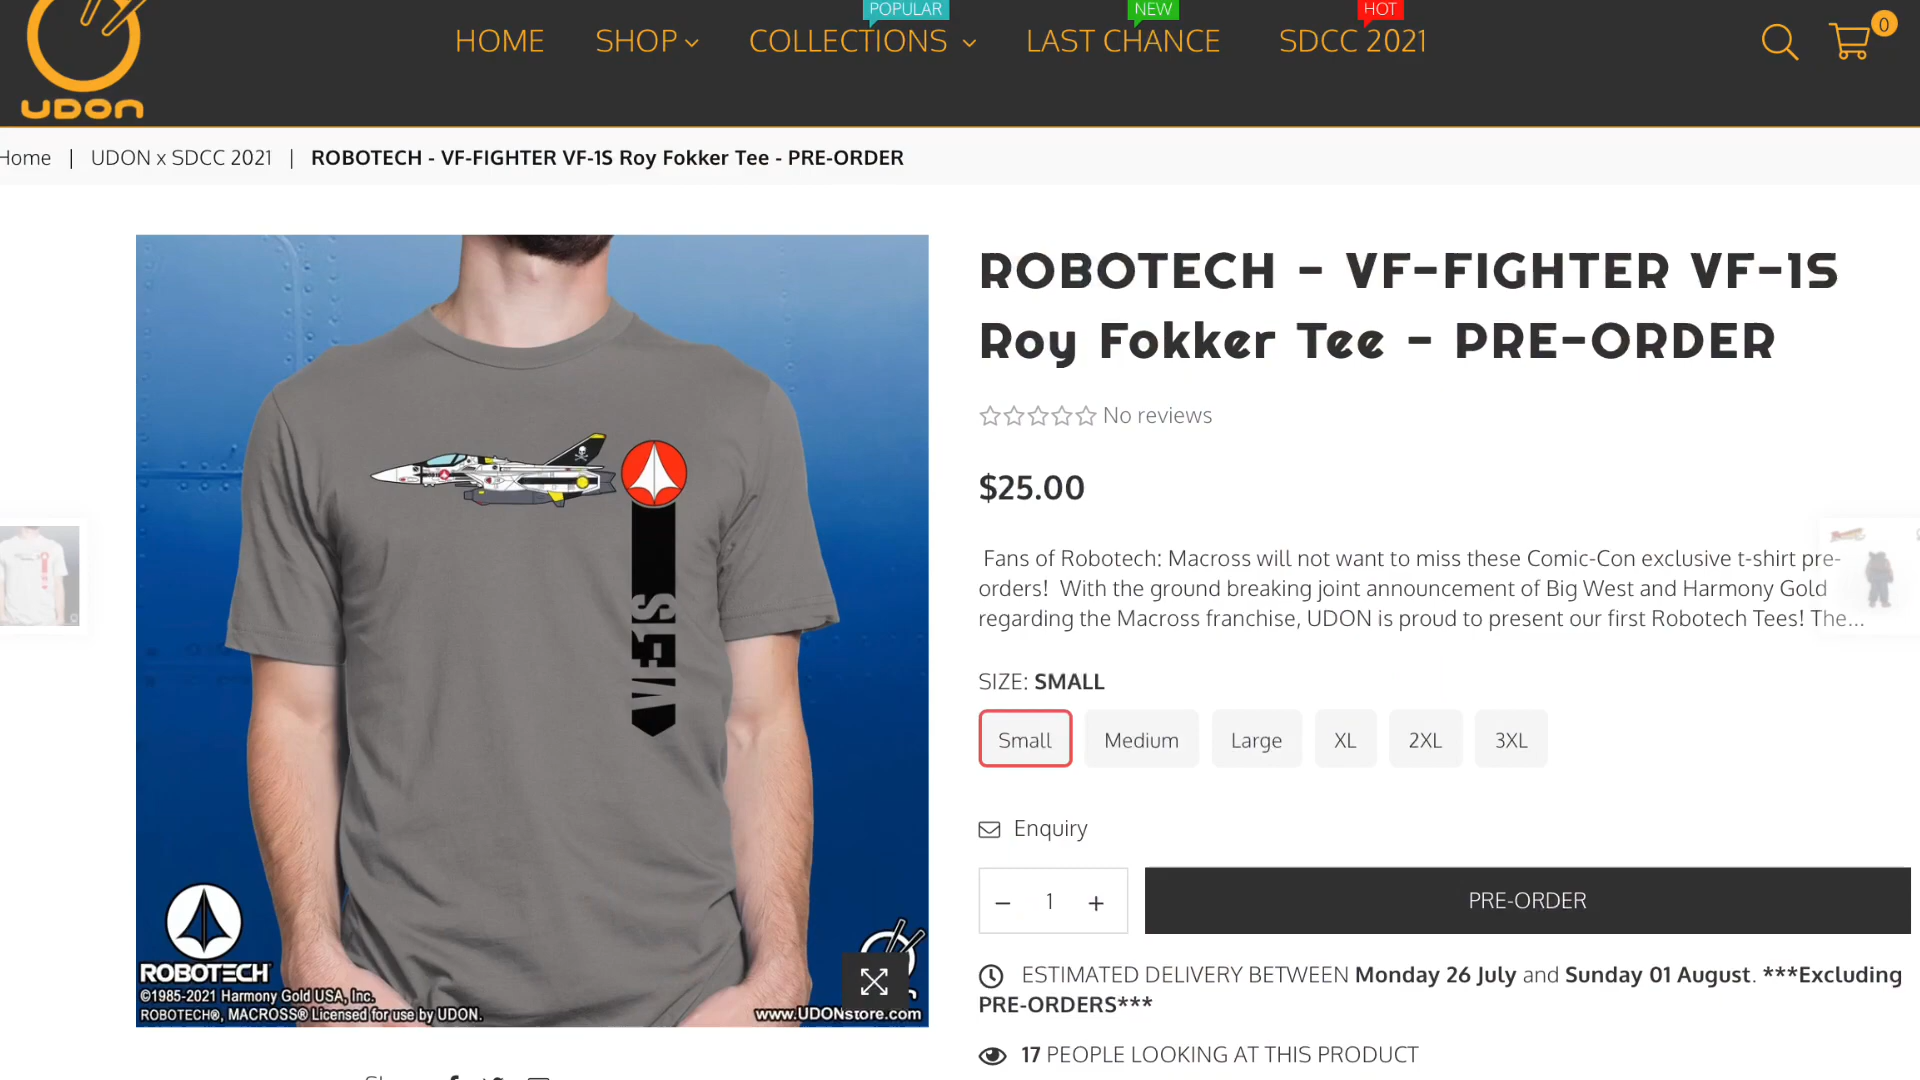 POPULAR
NEW
HOT
HOME
SHOP
COLLECTIONS
LAST CHANCE
SDCC 2021
0
UDON
Home | UDON x SDCC 2021 | ROBOTECH - VF-FIGHTER VF-1S Roy Fokker Tee - PRE-ORDER
VF-1S
ROBOTECH
©1985-2021 Harmony Gold USA, Inc.
ROBOTECH®, MACROSS® Licensed for use by UDON.
www.UDONstore.com
ROBOTECH - VF-FIGHTER VF-1S
Roy Fokker Tee - PRE-ORDER
No reviews
$25.00
Fans of Robotech: Macross will not want to miss these Comic-Con exclusive t-shirt pre-
orders! With the ground breaking joint announcement of Big West and Harmony Gold
regarding the Macross franchise, UDON is proud to present our first Robotech Tees! The...
SIZE: SMALL
Small
Medium
Large
XL
2XL
3XL
Enquiry
− 1 +
PRE-ORDER
ESTIMATED DELIVERY BETWEEN Monday 26 July and Sunday 01 August. ***Excluding
PRE-ORDERS***
17 PEOPLE LOOKING AT THIS PRODUCT